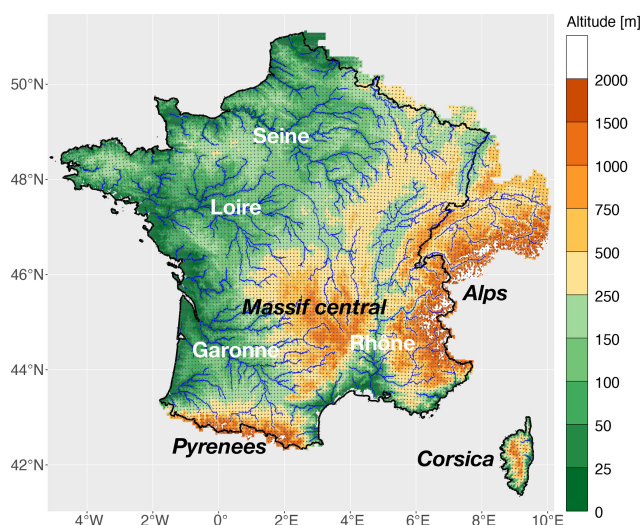 Altitude [m]
50°N
48°N
46°N
44°N
42°N
4°W
2°W
0°
2°E
4°E
6°E
8°E
10°E
Seine
Loire
Massif central
Alps
Garonne
Rhône
Pyrenees
Corsica
2000
1500
1000
750
500
250
150
100
50
25
0